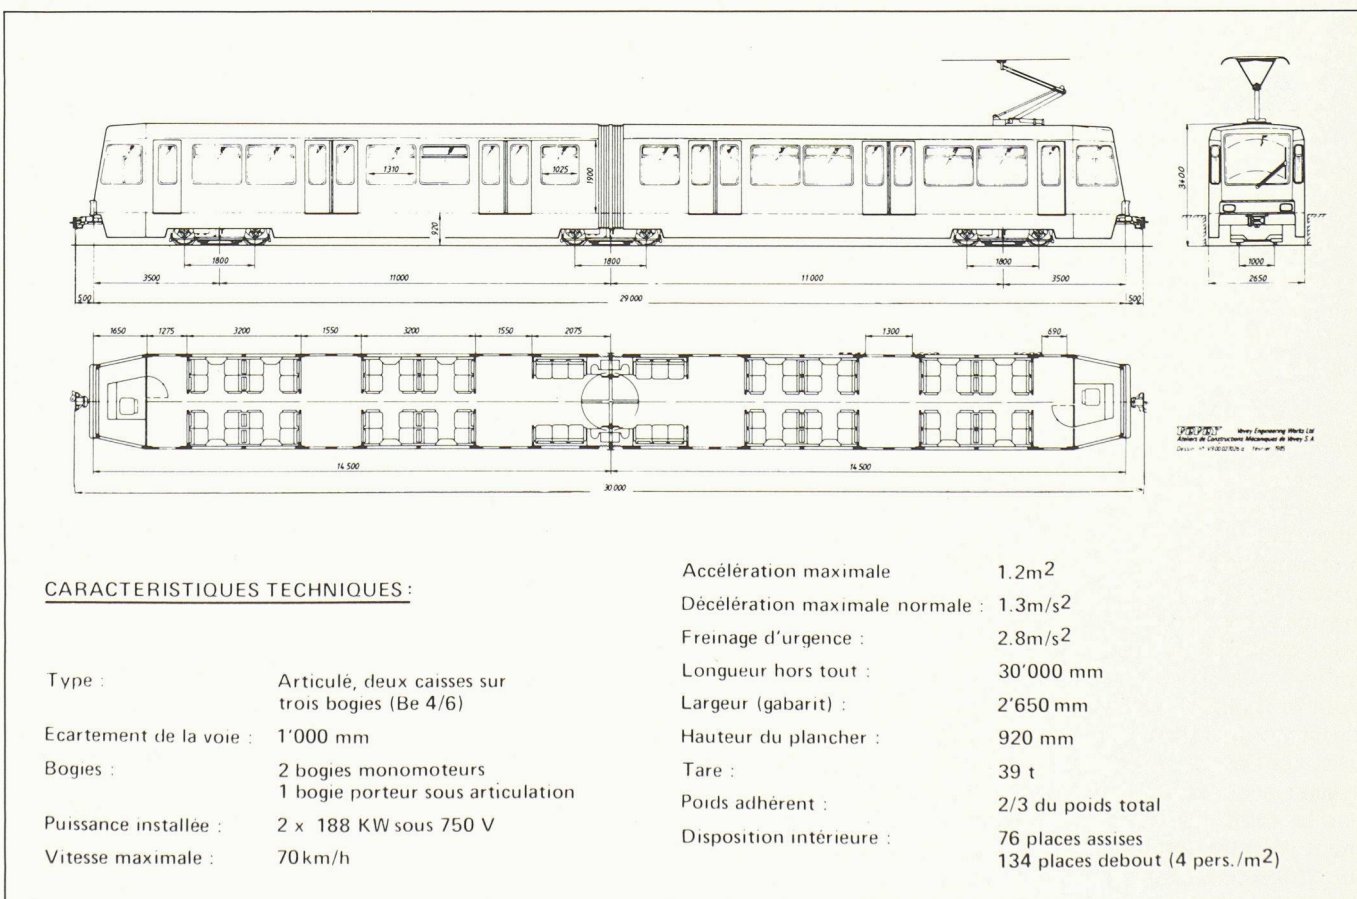 1310
1025
1900
920
3400
1800
1800
1800
1000
3500
11000
11000
3500
2650
500
29 000
500
1650
1275
3200
1550
3200
1550
2075
1300
690
14 500
14 500
30 000
VEVEY Vevey Engineering Works Ltd
Ateliers de Constructions Mécaniques de Vevey S.A.
février 1985
CARACTERISTIQUES TECHNIQUES :
Type :
Articulé, deux caisses sur
trois bogies (Be 4/6)
Ecartement de la voie : 1'000 mm
Bogies :
2 bogies monomoteurs
1 bogie porteur sous articulation
Puissance installée : 2 x 188 KW sous 750 V
Vitesse maximale : 70 km/h
Accélération maximale 1.2m2
Décélération maximale normale : 1.3m/s2
Freinage d'urgence : 2.8m/s2
Longueur hors tout : 30'000 mm
Largeur (gabarit) : 2'650 mm
Hauteur du plancher : 920 mm
Tare : 39 t
Poids adhérent : 2/3 du poids total
Disposition intérieure : 76 places assises
134 places debout (4 pers./m2)